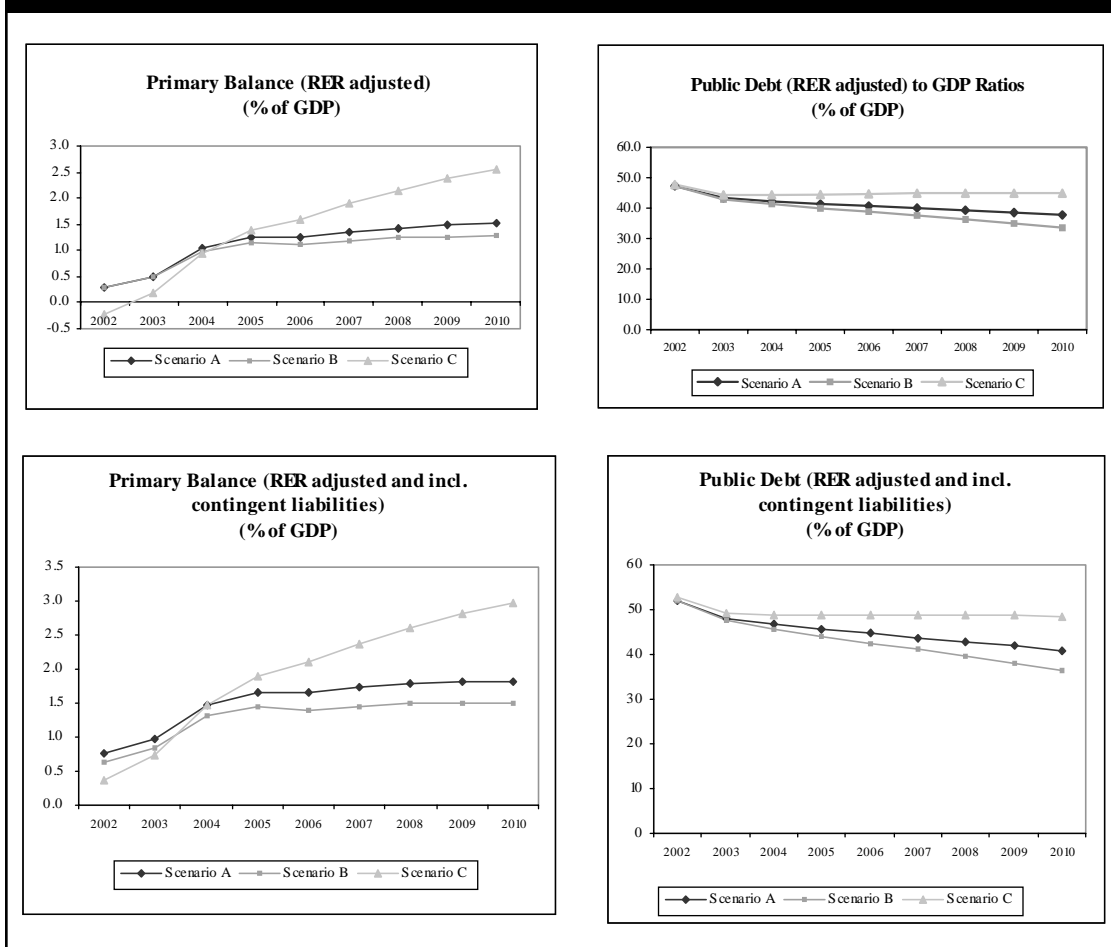 Primary Balance (RER adjusted)
(% of GDP)
3.0
2.5
2.0
1.5
1.0
0.5
0.0
-0.5
2002 2003 2004 2005 2006 2007 2008 2009 2010
Scenario A Scenario B Scenario C
Public Debt (RER adjusted) to GDP Ratios
(% of GDP)
60.0
50.0
40.0
30.0
20.0
10.0
0.0
2002 2003 2004 2005 2006 2007 2008 2009 2010
Scenario A Scenario B Scenario C
Primary Balance (RER adjusted and incl.
contingent liabilities)
(% of GDP)
3.5
3.0
2.5
2.0
1.5
1.0
0.5
0.0
2002 2003 2004 2005 2006 2007 2008 2009 2010
Scenario A Scenario B Scenario C
Public Debt (RER adjusted and incl.
contingent liabilities)
(% of GDP)
60
50
40
30
20
10
0
2002 2003 2004 2005 2006 2007 2008 2009 2010
Scenario A Scenario B Scenario C